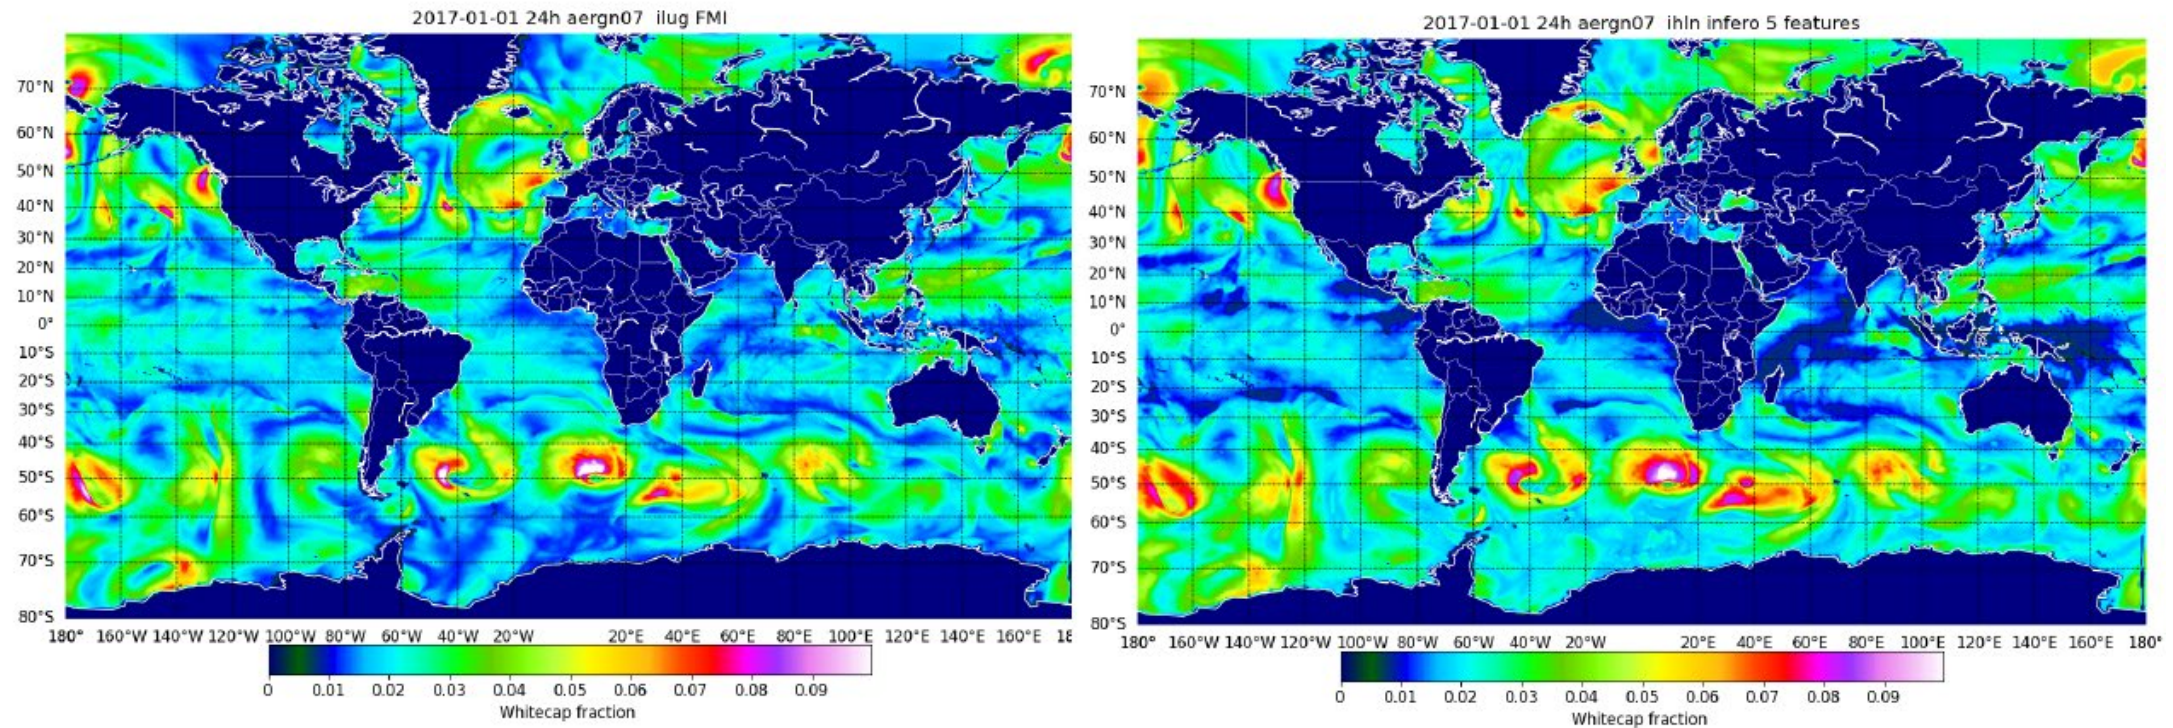 2017-01-01 24h aergn07 ilug FMI
70°N
60°N
50°N
40°N
30°N
20°N
10°N
0°
10°S
20°S
30°S
40°S
50°S
60°S
70°S
80°S
180° 160°W 140°W 120°W 100°W 80°W 60°W 40°W 20°W 20°E 40°E 60°E 80°E 100°E 120°E 140°E 160°E 18
0 0.01 0.02 0.03 0.04 0.05 0.06 0.07 0.08 0.09
Whitecap fraction
2017-01-01 24h aergn07 ihln infero 5 features
70°N
60°N
50°N
40°N
30°N
20°N
10°N
0°
10°S
20°S
30°S
40°S
50°S
60°S
70°S
80°S
180° 160°W 140°W 120°W 100°W 80°W 60°W 40°W 20°W 20°E 40°E 60°E 80°E 100°E 120°E 140°E 160°E 180°
0 0.01 0.02 0.03 0.04 0.05 0.06 0.07 0.08 0.09
Whitecap fraction